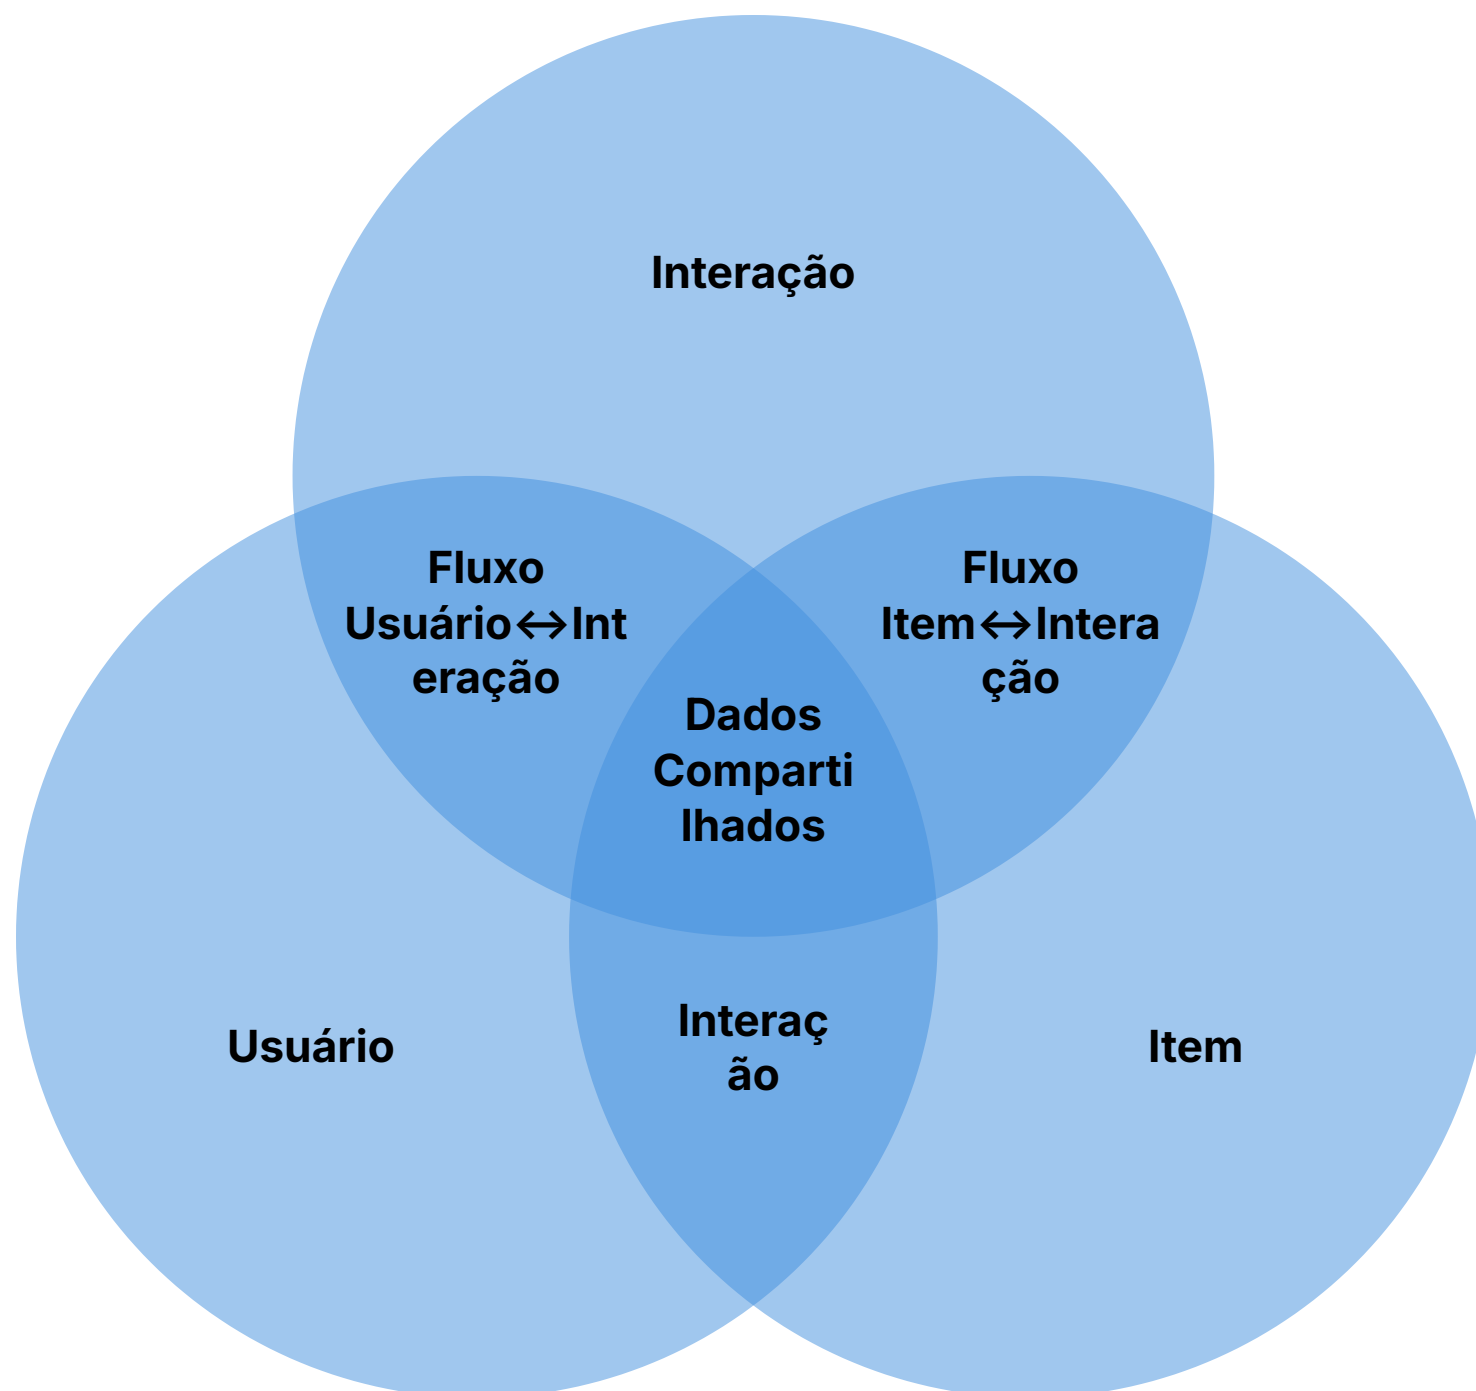 Interação
Fluxo
Usuário↔Int
eração
Fluxo
Item↔Intera
ção
Dados
Comparti
lhados
Usuário
Interaç
ão
Item